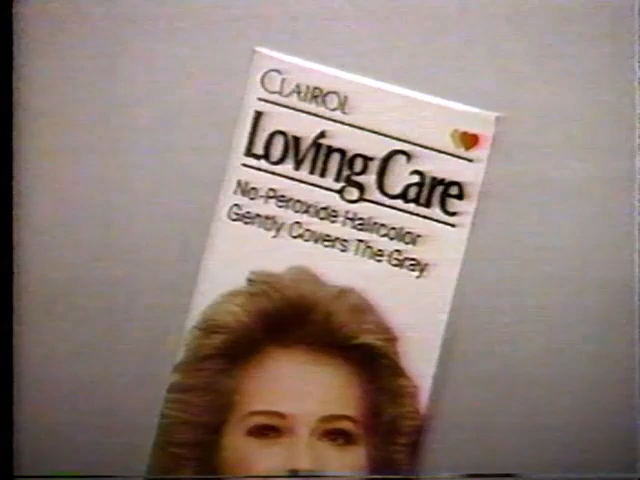 CLAIROL
Loving Care
No-Peroxide Haircolor
Gently Covers The Gray